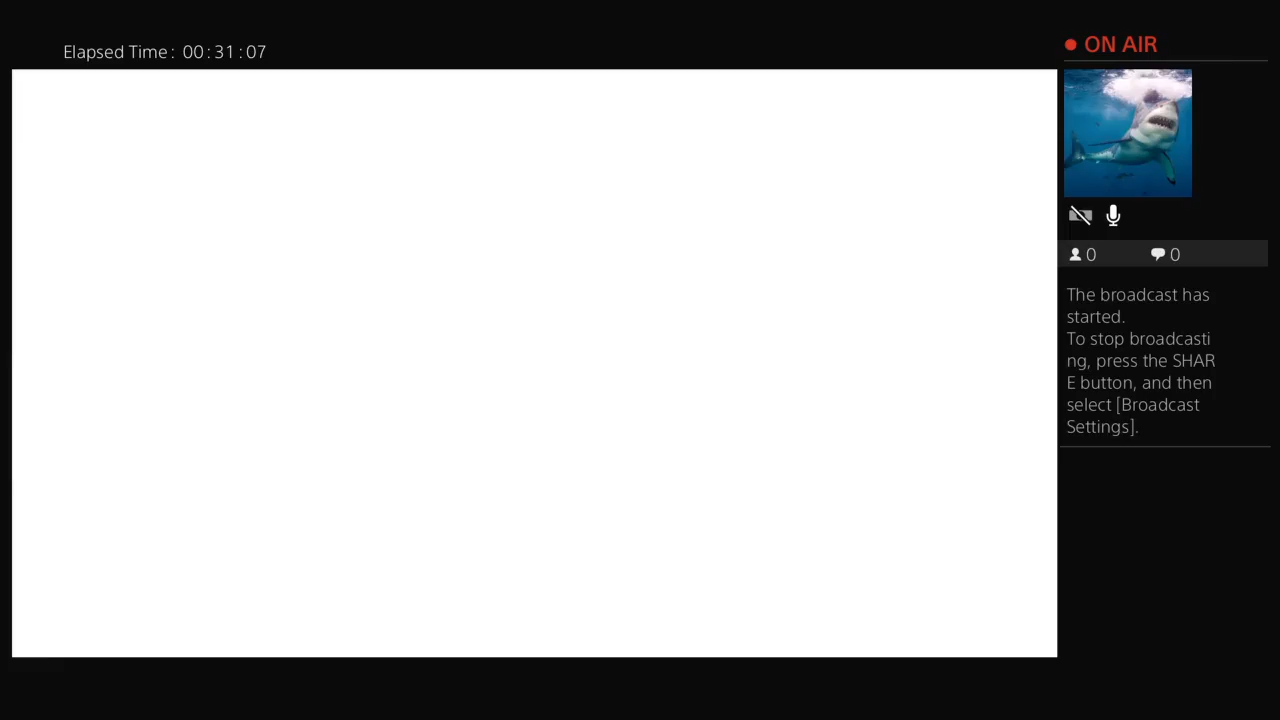 Elapsed Time: 00:31:07
ON AIR
0 0
The broadcast has
started.
To stop broadcasti
ng, press the SHAR
E button, and then
select [Broadcast
Settings].